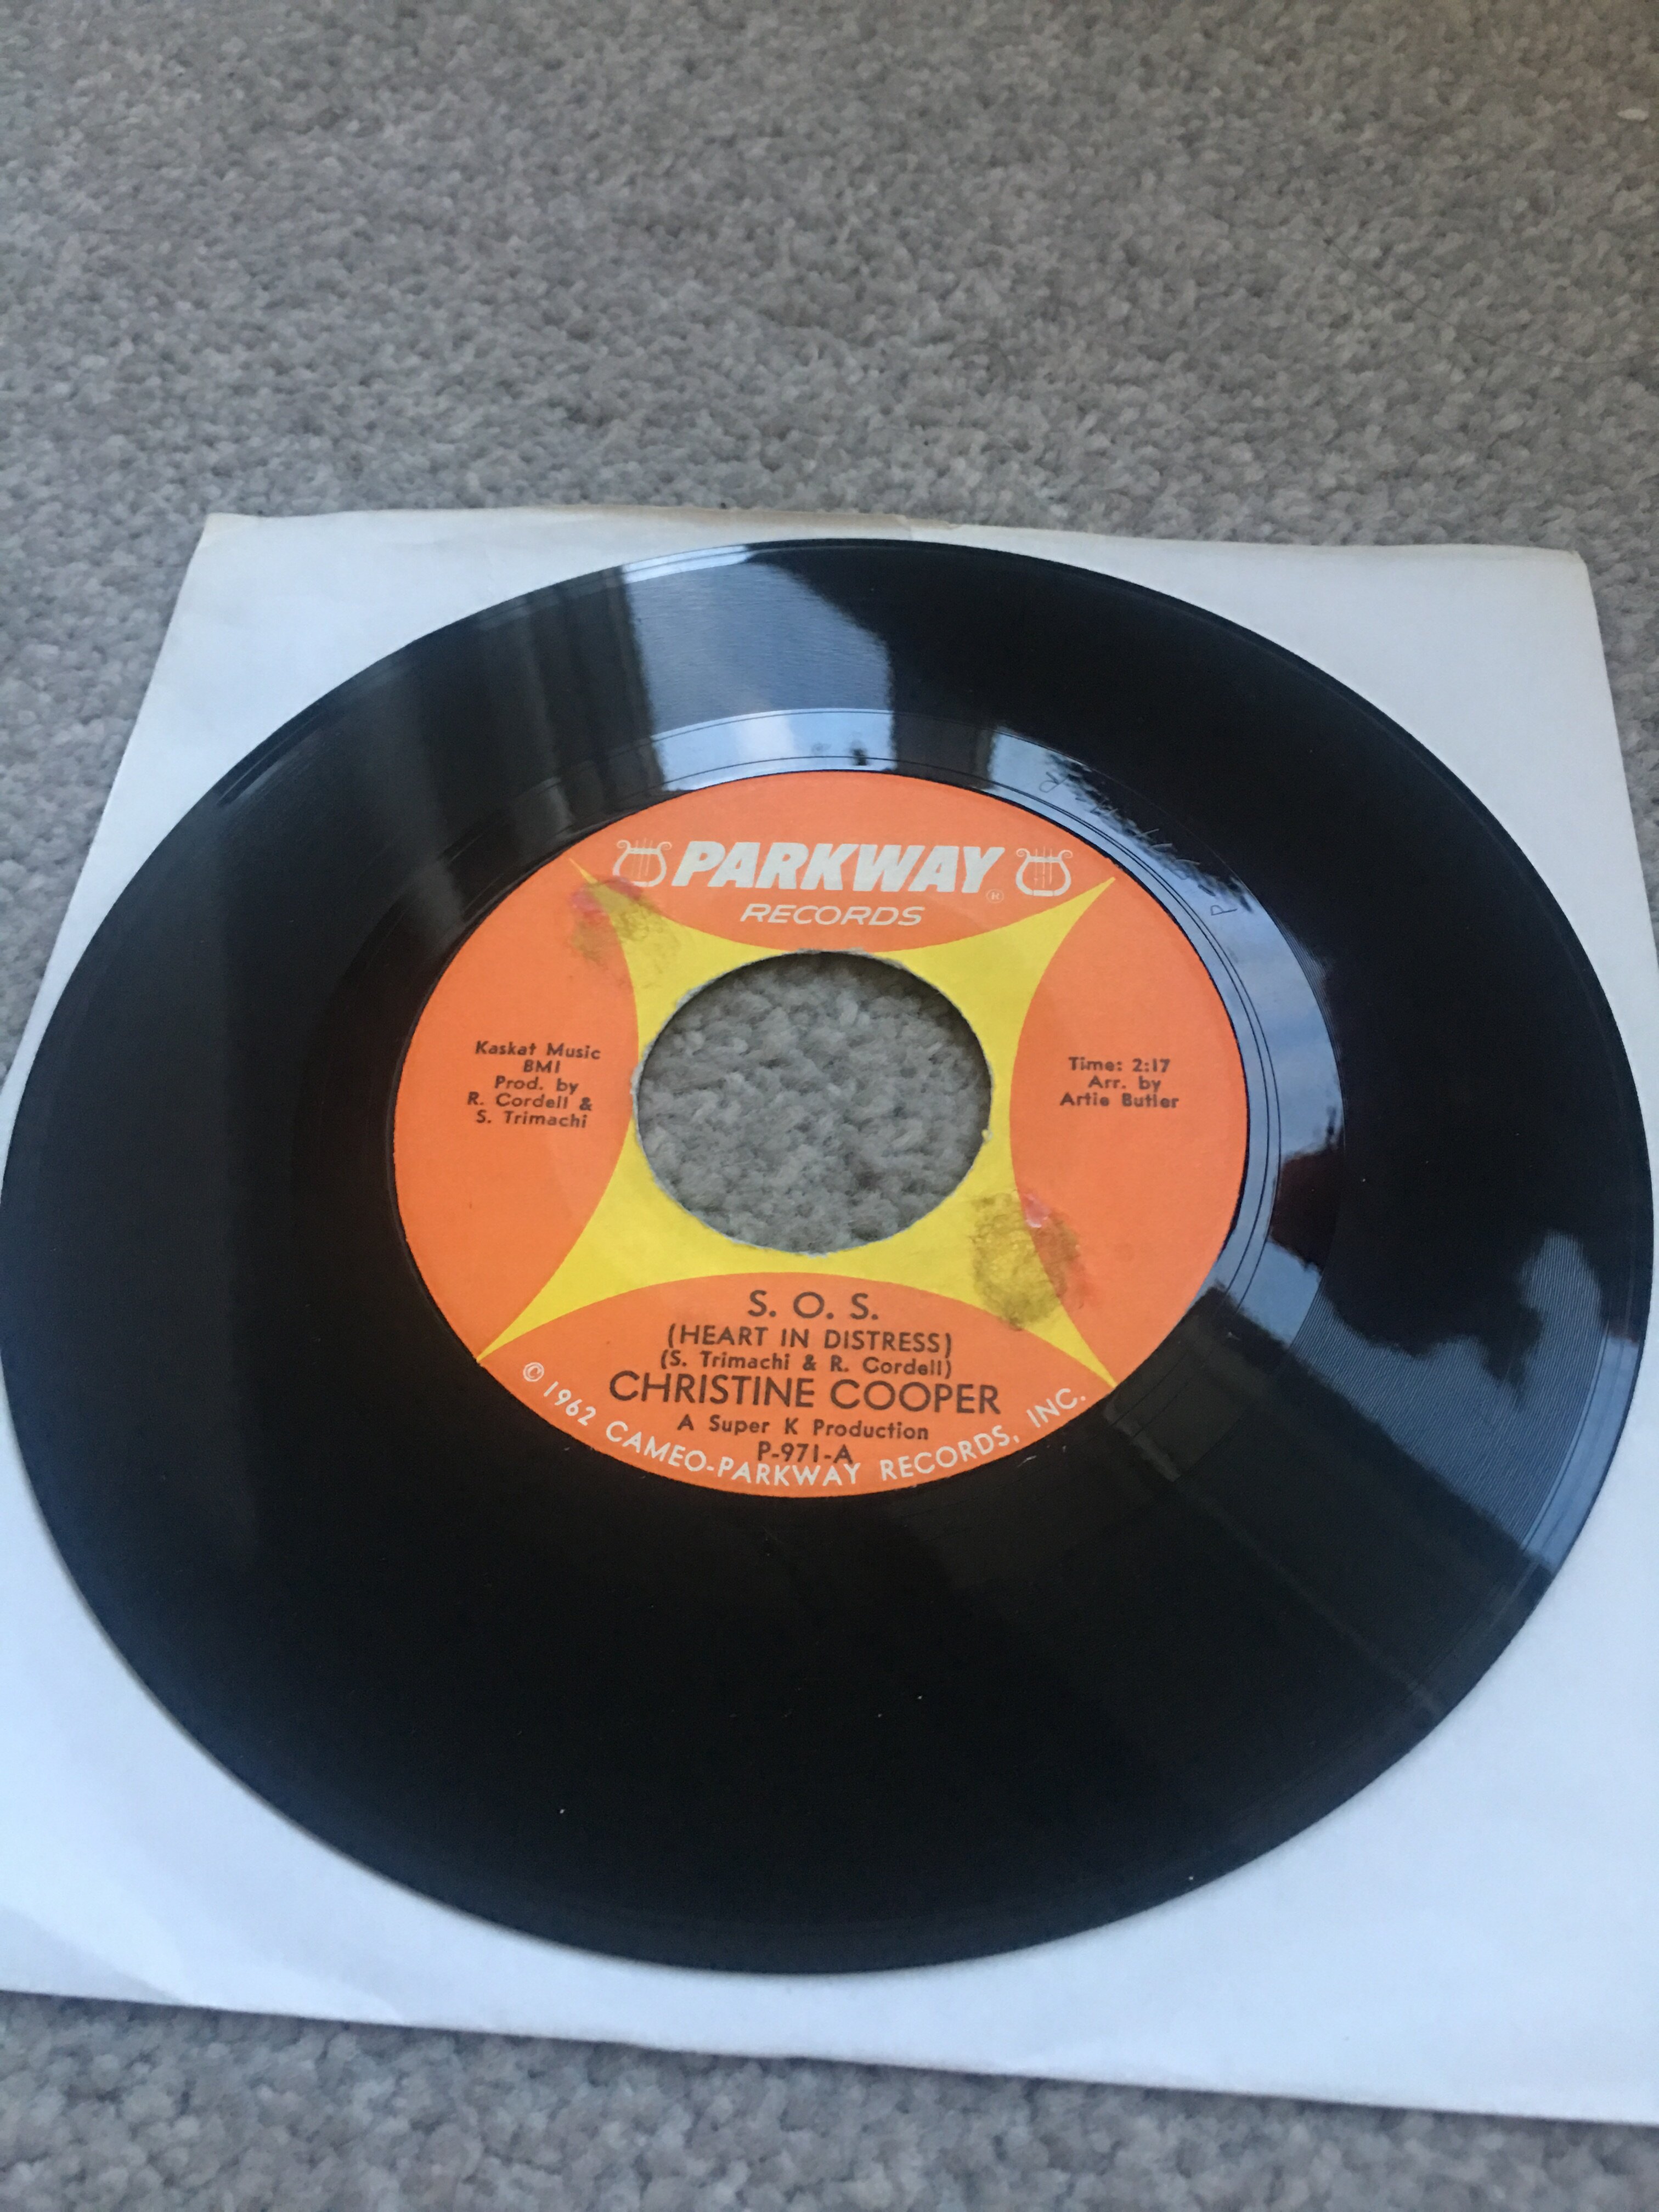 PARKWAY
®
RECORDS
Kaskat Music
BMI
Prod. by
R. Cordell &
S. Trimachi
Time: 2:17
Arr. by
Artie Butler
S. O. S.
(HEART IN DISTRESS)
(S. Trimachi & R. Cordell)
CHRISTINE COOPER
A Super K Production
P-971-A
© 1962 CAMEO-PARKWAY RECORDS, INC.